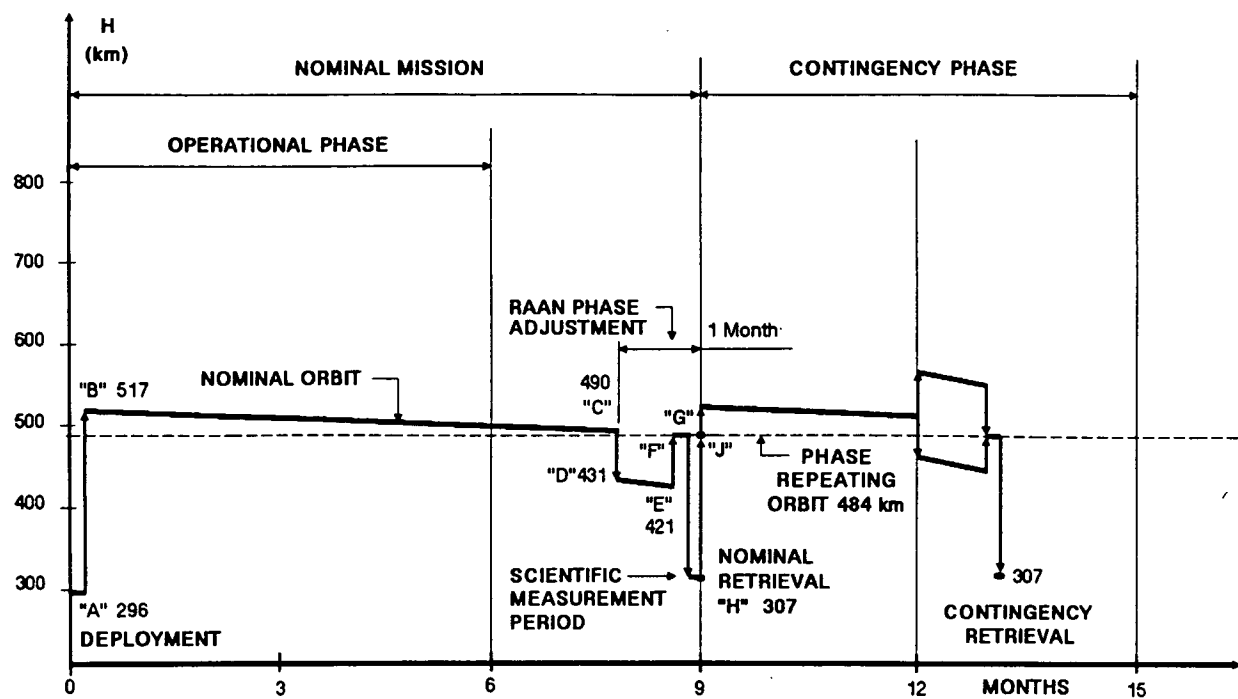 H
(km)
NOMINAL MISSION
CONTINGENCY PHASE
OPERATIONAL PHASE
800
700
600
500
400
300
RAAN PHASE
ADJUSTMENT
1 Month
"B" 517
NOMINAL ORBIT
490
"C"
"G"
"F"
"J"
"D" 431
"E"
421
PHASE
REPEATING
ORBIT 484 km
SCIENTIFIC
MEASUREMENT
PERIOD
NOMINAL
RETRIEVAL
"H" 307
307
CONTINGENCY
RETRIEVAL
"A" 296
DEPLOYMENT
0
3
6
9
12
MONTHS
15